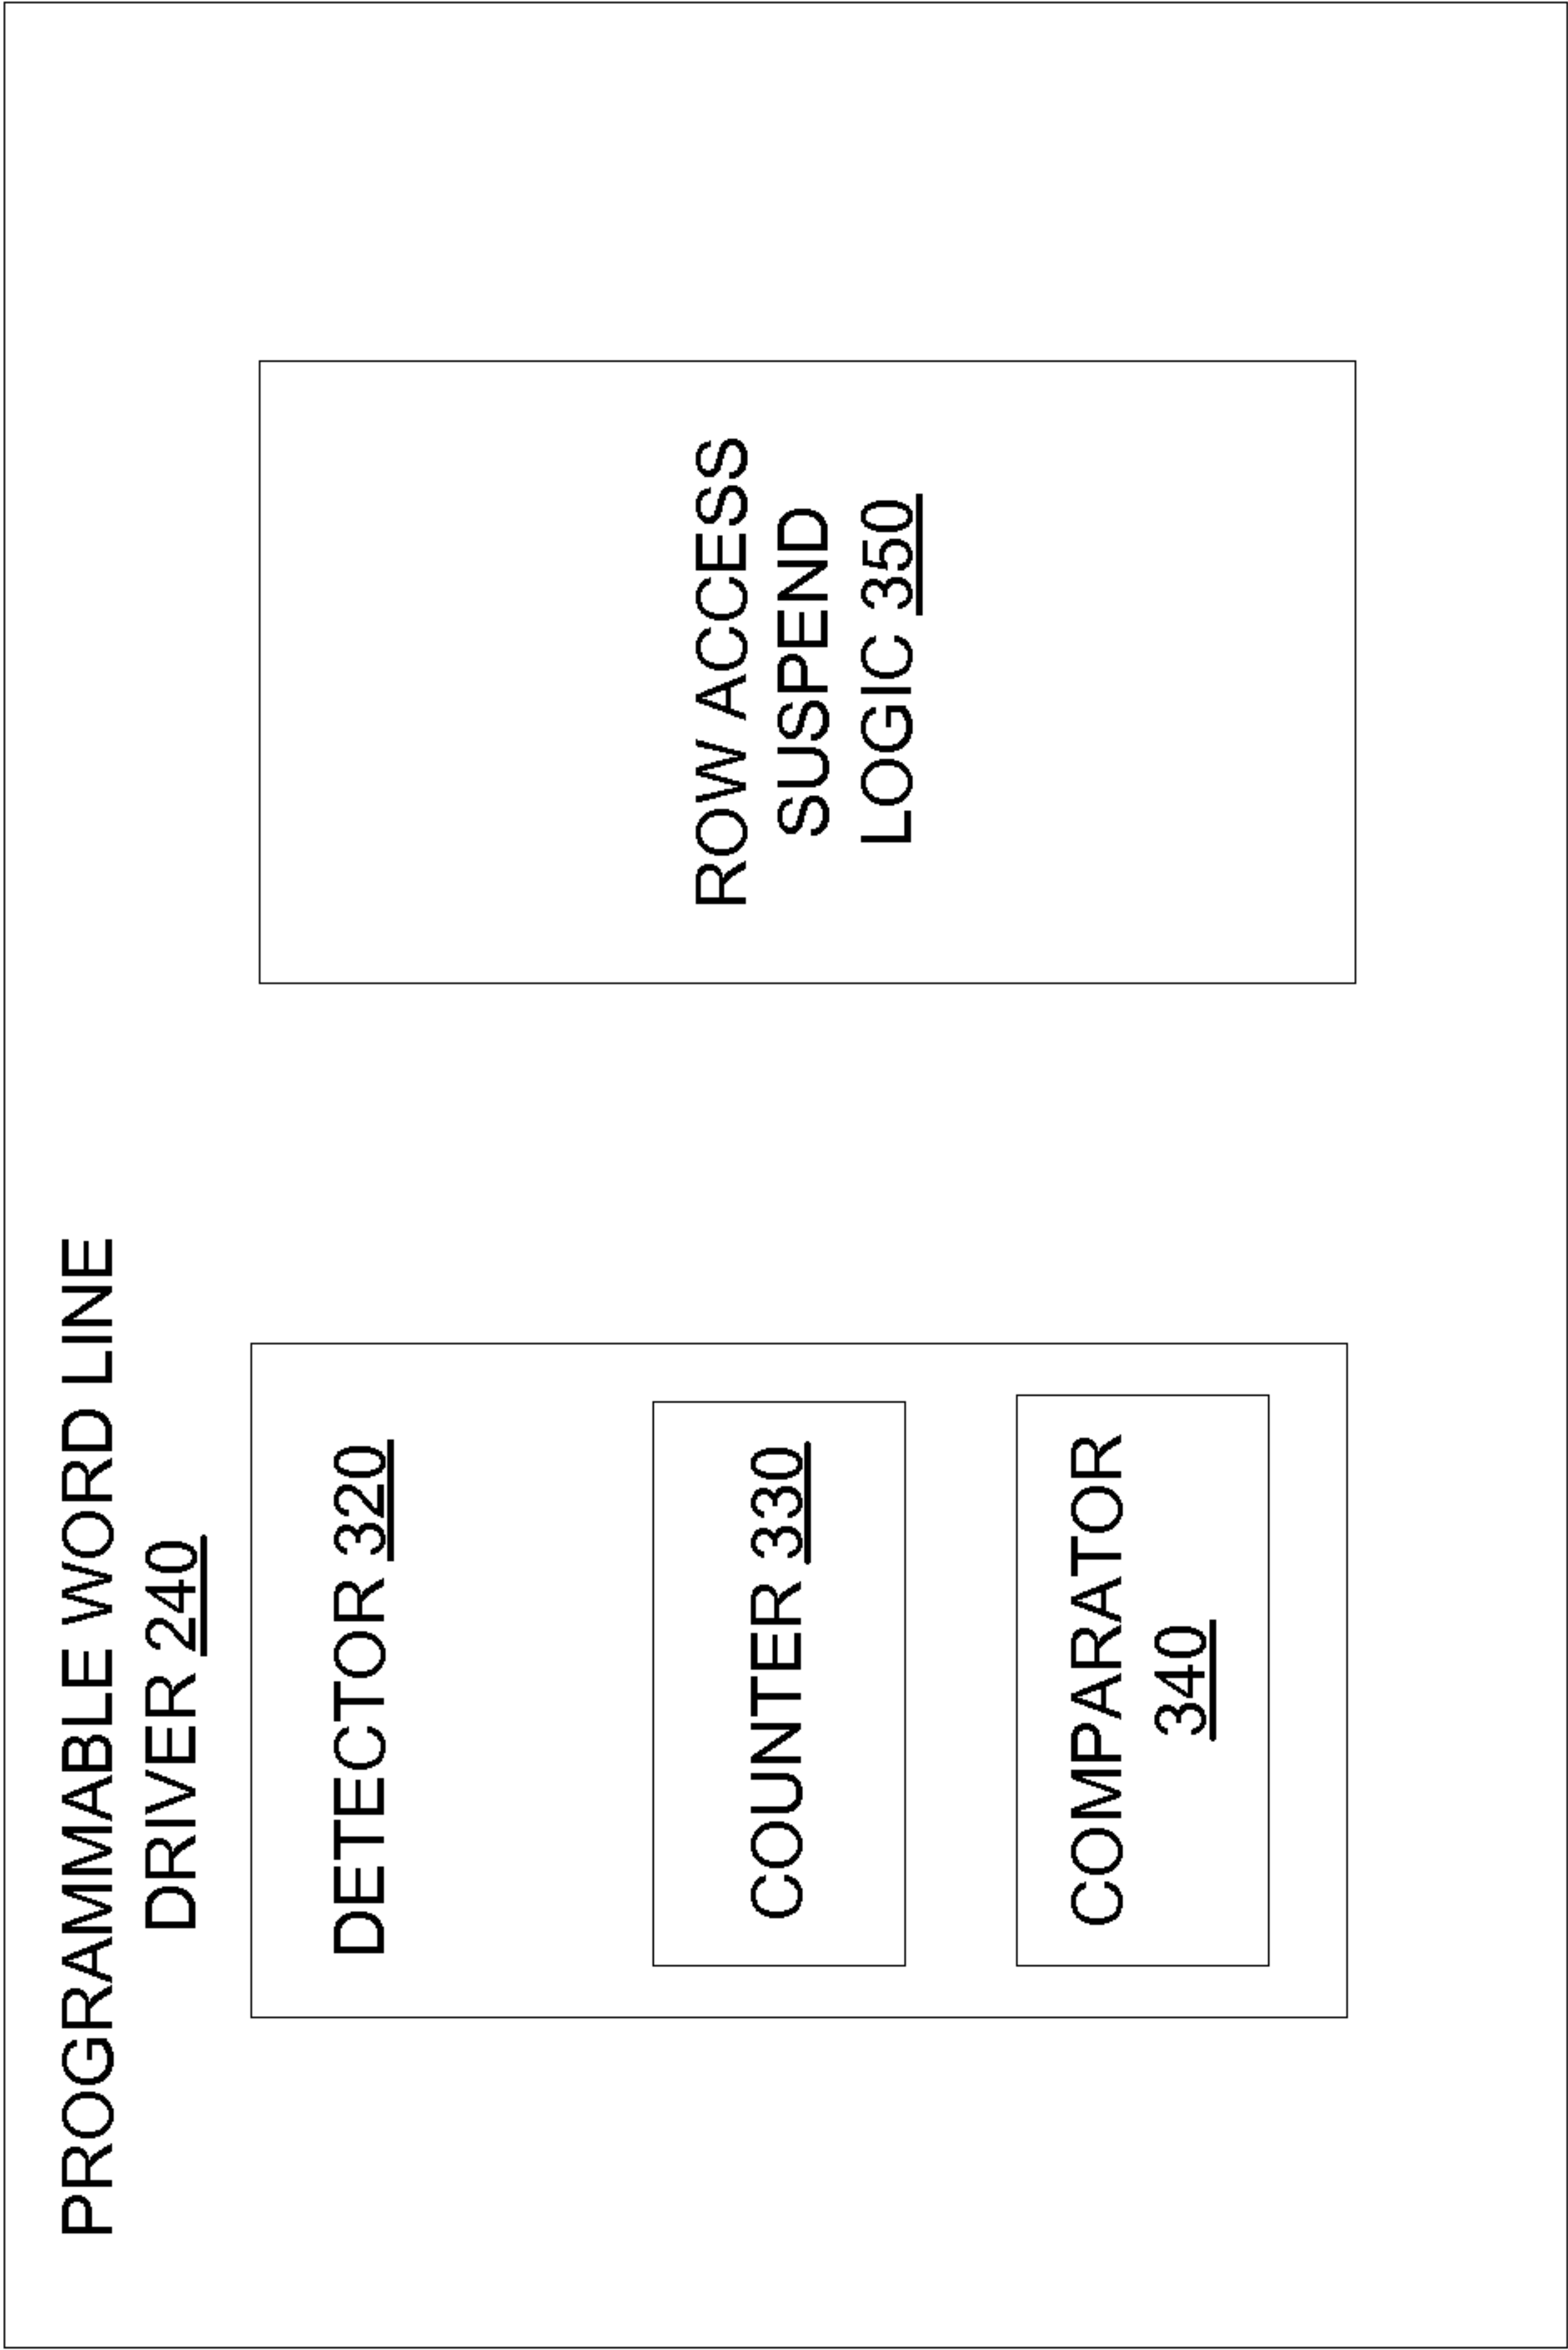 PROGRAMMABLE WORD LINE
DRIVER 240
DETECTOR 320
COUNTER 330
COMPARATOR
340
ROW ACCESS
SUSPEND
LOGIC 350